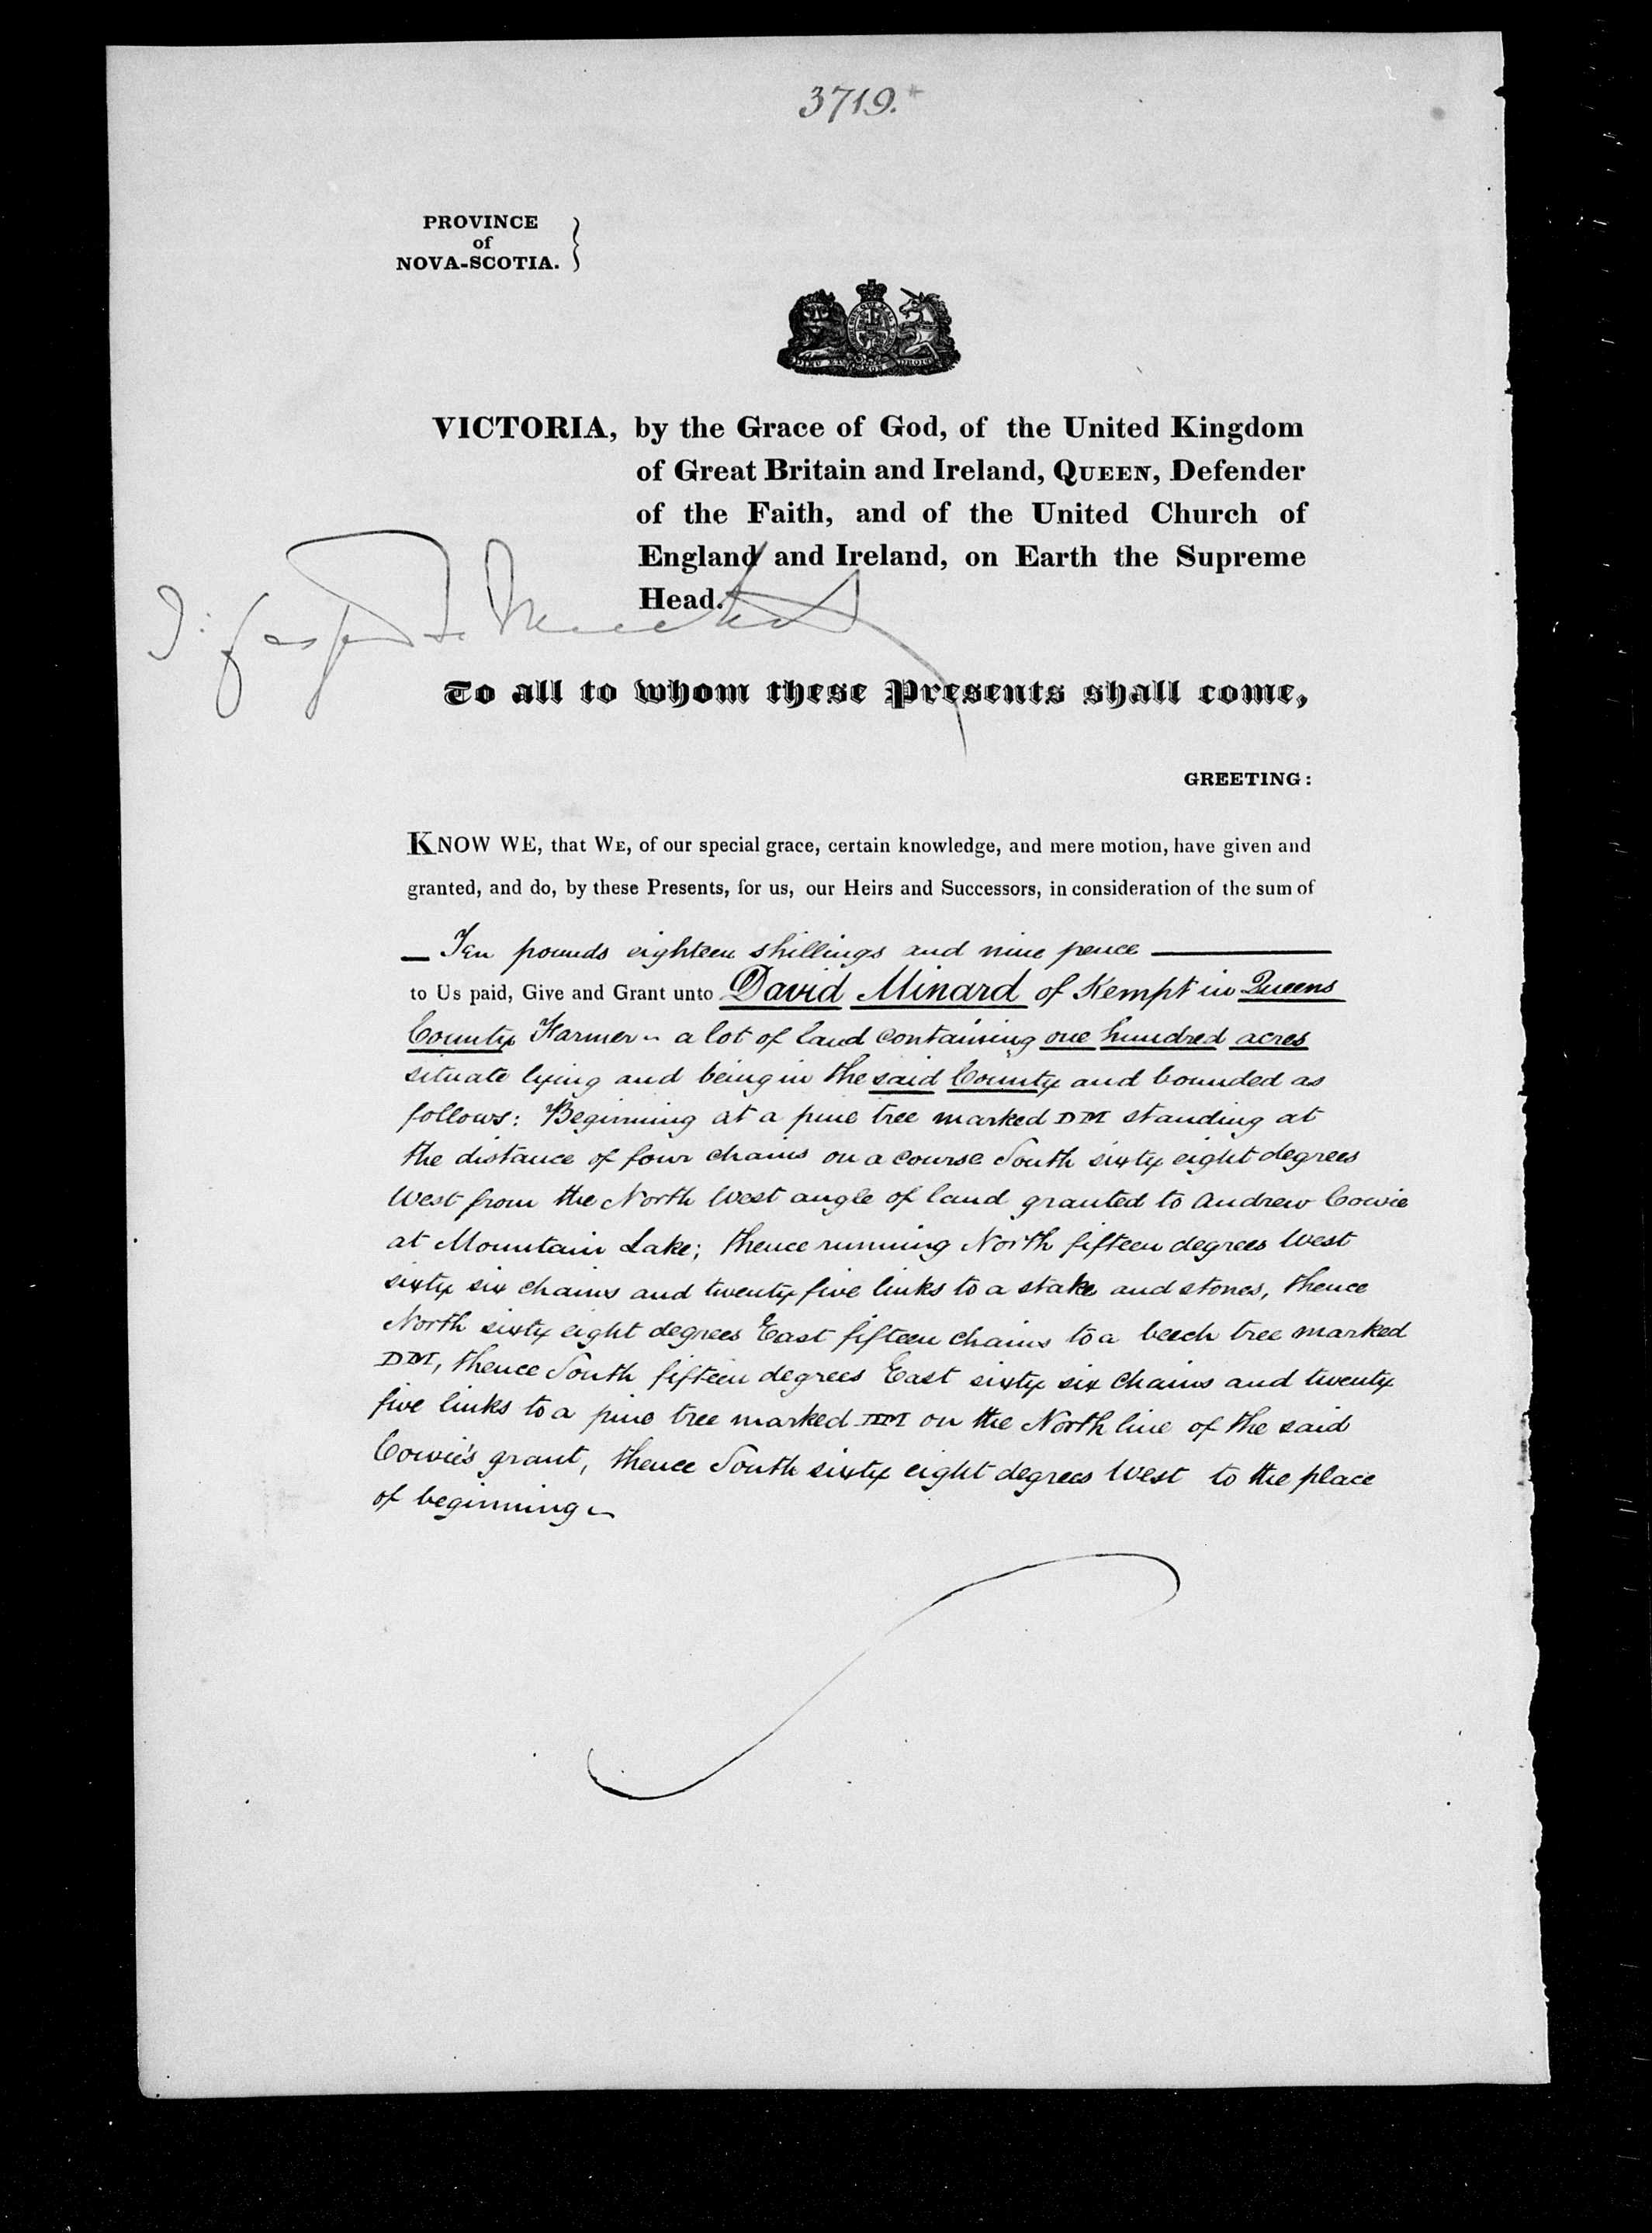 3719.
PROVINCE
of
NOVA-SCOTIA.
VICTORIA, by the Grace of God, of the United Kingdom
of Great Britain and Ireland, QUEEN, Defender
of the Faith, and of the United Church of
England and Ireland, on Earth the Supreme
Head.
To all to whom these Presents shall come,
GREETING:
KNOW WE, that WE, of our special grace, certain knowledge, and mere motion, have given and
granted, and do, by these Presents, for us, our Heirs and Successors, in consideration of the sum of
Ten pounds eighteen shillings and nine pence
to Us paid, Give and Grant unto David Minard of Kempt in Queens
County Farmer - a lot of land containing one hundred acres
situate lying and being in the said County and bounded as
follows: Beginning at a pine tree marked DM standing at
the distance of four chains on a course South sixty eight degrees
West from the North West angle of land granted to Andrew Cowie
at Mountain Lake; thence running North fifteen degrees West
sixty six chains and twenty five links to a stake and stones, thence
North sixty eight degrees East fifteen chains to a beech tree marked
DM, thence South fifteen degrees East sixty six chains and twenty
five links to a pine tree marked DM on the North line of the said
Cowie's grant, thence South sixty eight degrees West to the place
of beginning